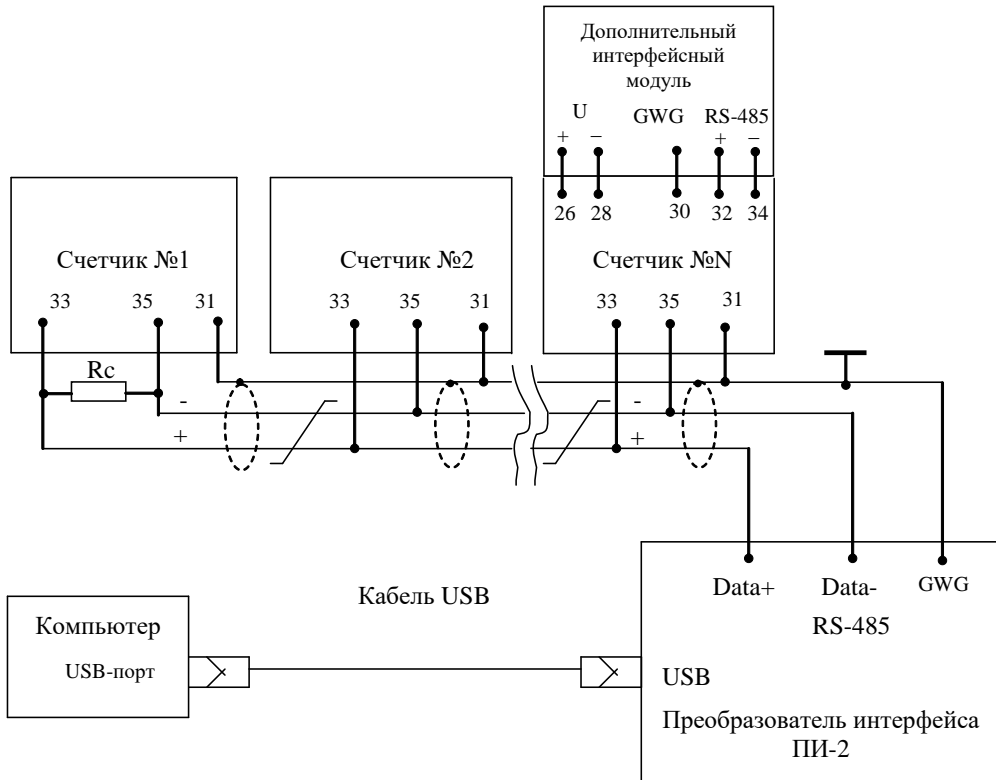 Дополнительный
интерфейсный
модуль
U GWG RS-485
+ − + −
26 28 30 32 34
Счетчик №1 Счетчик №2 Счетчик №N
33 35 31 33 35 31 33 35 31
Rc
- -
+ +
Data+ Data- GWG
RS-485
Кабель USB
Компьютер
USB-порт
USB
Преобразователь интерфейса
ПИ-2